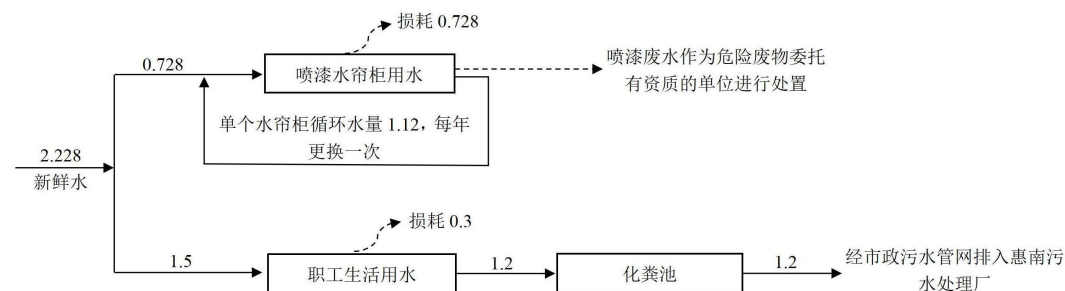 损耗 0.728
0.728
喷漆水帘柜用水
喷漆废水作为危险废物委托
有资质的单位进行处置
单个水帘柜循环水量 1.12，每年
更换一次
2.228
新鲜水
损耗 0.3
1.5
职工生活用水
1.2
化粪池
1.2
经市政污水管网排入惠南污
水处理厂